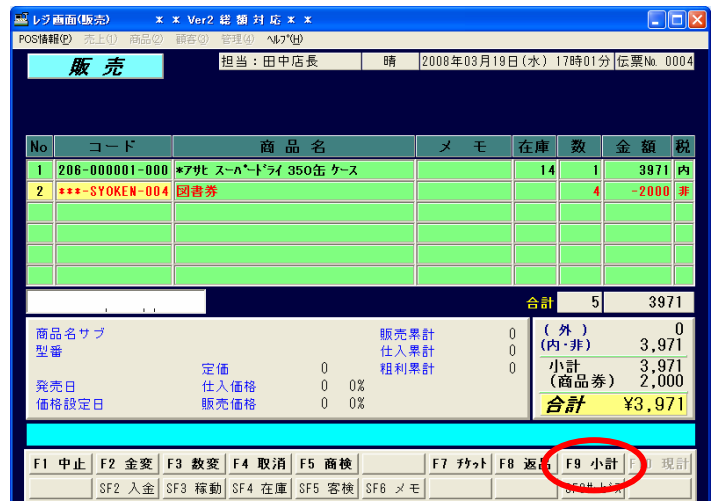 レジ画面(販売)　＊ ＊ Ver2 総 額 対 応 ＊ ＊
POS情報(P) 売上(1) 商品(2) 顧客(3) 管理(4) ヘルプ(H)
販 売 担当：田中店長 晴 2008年03月19日(水) 17時01分 伝票No. 0004
No コード 商 品 名 メ モ 在庫 数 金 額 税
1 206-000001-000 *アサヒ スーパードライ 350缶 ケース 14 1 3971 内
2 ***-SYOKEN-004 図書券 4 -2000 非
合計 5 3971
商品名サブ 販売累計 0 ( 外 ) 0
型番 仕入累計 0 (内・非) 3,971
定価 0 粗利累計 0 小計 3,971
発売日 仕入価格 0 0% (商品券) 2,000
価格設定日 販売価格 0 0% 合計 ¥3,971
F1 中止 F2 金変 F3 数変 F4 取消 F5 商検 F7 チケット F8 返品 F9 小計 現計
SF2 入金 SF3 稼動 SF4 在庫 SF5 客検 SF6 メモ